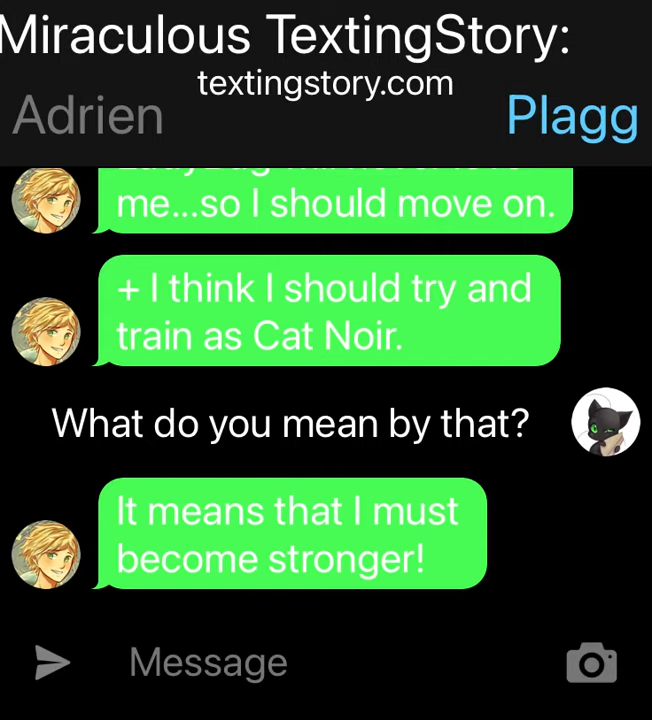 Miraculous TextingStory:
textingstory.com
Adrien
Plagg
me...so I should move on.
+ I think I should try and
train as Cat Noir.
What do you mean by that?
It means that I must
become stronger!
Message